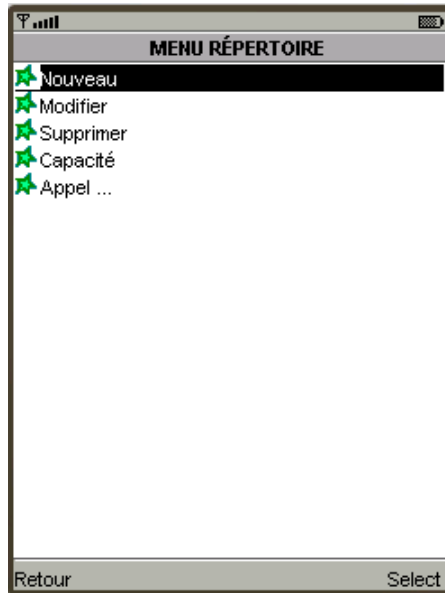 MENU RÉPERTOIRE
Nouveau
Modifier
Supprimer
Capacité
Appel ...
Retour Select